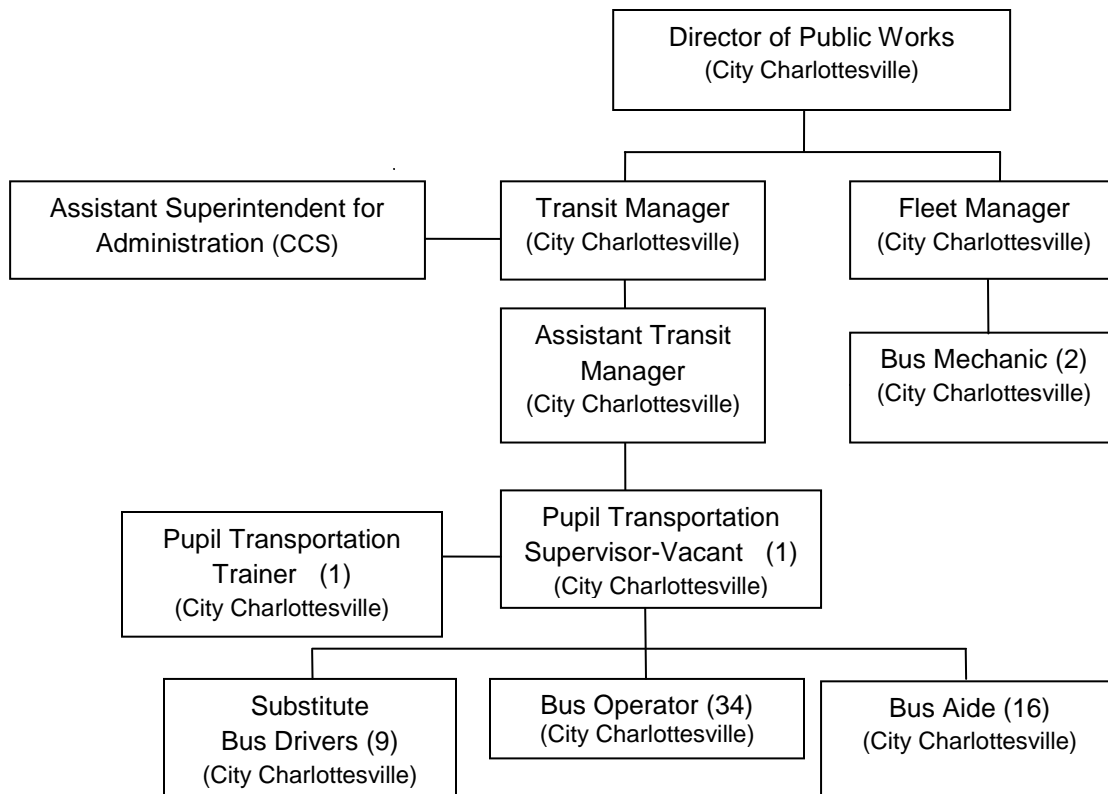 Director of Public Works
(City Charlottesville)
Assistant Superintendent for
Administration (CCS)
Transit Manager
(City Charlottesville)
Fleet Manager
(City Charlottesville)
Assistant Transit
Manager
(City Charlottesville)
Bus Mechanic (2)
(City Charlottesville)
Pupil Transportation
Trainer (1)
(City Charlottesville)
Pupil Transportation
Supervisor-Vacant (1)
(City Charlottesville)
Substitute
Bus Drivers (9)
(City Charlottesville)
Bus Operator (34)
(City Charlottesville)
Bus Aide (16)
(City Charlottesville)